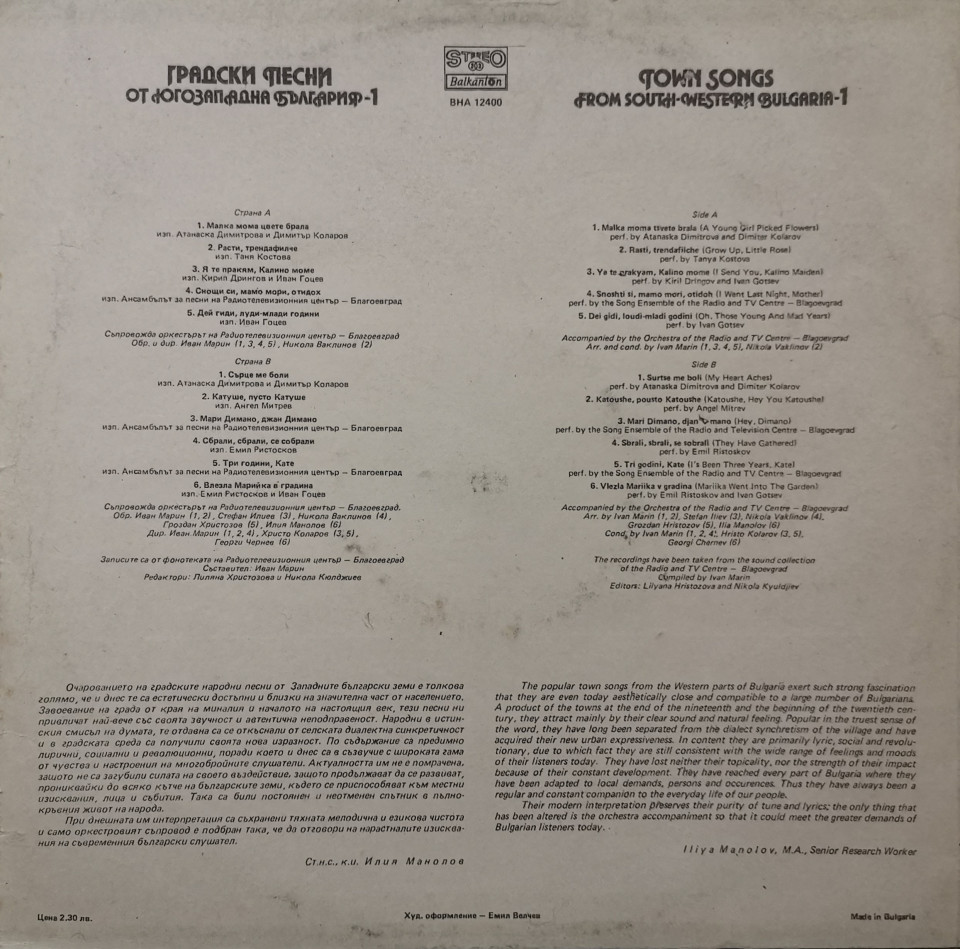 ГРАДСКИ ПЕСНИ
ОТ ЮГОЗАПАДНА БЪЛГАРИЯ-1
STEREO
Balkanton
ВНА 12400
TOWN SONGS
FROM SOUTH-WESTERN BULGARIA-1
Страна А
1. Малка мома цвете брала
изп. Атанаска Димитрова и Димитър Коларов
2. Расти, трендафилче
изп. Таня Костова
3. Я те пракям, Калино моме
изп. Кирил Дрингов и Иван Гоцев
4. Снощи си, мамо мори, отидох
изп. Ансамбълът за песни на Радиотелевизионния център — Благоевград
5. Дей гиди, луди-млади години
изп. Иван Гоцев
Съпровожда оркестърът на Радиотелевизионния център — Благоевград
Обр. и дир. Иван Марин (1, 3, 4, 5), Никола Ваклинов (2)
Страна В
1. Сърце ме боли
изп. Атанаска Димитрова и Димитър Коларов
2. Катуше, пусто Катуше
изп. Ангел Митрев
3. Мари Димано, джан Димано
изп. Ансамбълът за песни на Радиотелевизионния център — Благоевград
4. Сбрали, сбрали, се собрали
изп. Емил Ристосков
5. Три години, Кате
изп. Ансамбълът за песни на Радиотелевизионния център — Благоевград
6. Влезла Марийка в градина
изп. Емил Ристосков и Иван Гоцев
Съпровожда оркестърът на Радиотелевизионния център — Благоевград.
Обр. Иван Марин (1, 2), Стефан Илиев (3), Никола Ваклинов (4),
Гроздан Христозов (5), Илия Манолов (6)
Дир. Иван Марин (1, 2, 4), Христо Коларов (3, 5),
Георги Чернев (6)
Записите са от фонотеката на Радиотелевизионния център — Благоевград
Съставител: Иван Марин
Редактори: Лиляна Христозова и Никола Кюлджиев
Side A
1. Malka moma tsvete brala (A Young Girl Picked Flowers)
perf. by Atanaska Dimitrova and Dimiter Kolarov
2. Rasti, trendafilche (Grow Up, Little Rose)
perf. by Tanya Kostova
3. Ya te prakyam, Kalino mome (I Send You, Kalino Maiden)
perf. by Kiril Dringov and Ivan Gotsev
4. Snoshti si, mamo mori, otidoh (I Went Last Night, Mother)
perf. by the Song Ensemble of the Radio and TV Centre — Blagoevgrad
5. Dei gidi, loudi-mladi godini (Oh, Those Young And Mad Years)
perf. by Ivan Gotsev
Accompanied by the Orchestra of the Radio and TV Centre — Blagoevgrad
Arr. and cond. by Ivan Marin (1, 3, 4, 5), Nikola Vaklinov (2)
Side B
1. Surtse me boli (My Heart Aches)
perf. by Atanaska Dimitrova and Dimiter Kolarov
2. Katoushe, pousto Katoushe (Katoushe, Hey You Katoushe)
perf. by Angel Mitrev
3. Mari Dimano, djan Dimano (Hey, Dimano)
perf. by the Song Ensemble of the Radio and Television Centre — Blagoevgrad
4. Sbrali, sbrali, se sobrali (They Have Gathered)
perf. by Emil Ristoskov
5. Tri godini, Kate (I's Been Three Years, Kate)
perf. by the Song Ensemble of the Radio and TV Centre — Blagoevgrad
6. Vlezla Mariika v gradina (Mariika Went Into The Garden)
perf. by Emil Ristoskov and Ivan Gotsev
Accompanied by the Orchestra of the Radio and TV Centre — Blagoevgrad
Arr. by Ivan Marin (1, 2), Stefan Iliev (3), Nikola Vaklinov (4),
Grozdan Hristozov (5), Ilia Manolov (6)
Cond. by Ivan Marin (1, 2, 4), Hristo Kolarov (3, 5),
Georgi Chernev (6)
The recordings have been taken from the sound collection
of the Radio and TV Centre — Blagoevgrad
Compiled by Ivan Marin
Editors: Lilyana Hristozova and Nikola Kyuldjiev
Очарованието на градските народни песни от Западните български земи е толкова
голямо, че и днес те са естетически достъпни и близки на значителна част от населението.
Завоевание на града от края на миналия и началото на настоящия век, тези песни ни
привличат най-вече със своята звучност и автентична неподправеност. Народни в истин-
ския смисъл на думата, те отдавна са се откъснали от селската диалектна синкретичност
и в градската среда са получили своята нова изразност. По съдържание са предимно
лирични, социални и революционни, поради което и днес са в съзвучие с широката гама
от чувства и настроения на многобройните слушатели. Актуалността им не е помрачена,
защото не са загубили силата на своето въздействие, защото продължават да се развиват,
прониквайки до всяко кътче на българските земи, където се приспособяват към местни
изисквания, лица и събития. Така са били постоянен и неотменен спътник в пълно-
кръвния живот на народа.
При днешната им интерпретация са съхранени тяхната мелодична и езикова чистота
и само оркестровият съпровод е подбран така, че да отговори на нарасналите изисква-
ния на съвременния български слушател.
Ст.н.с., к.и. Илия Манолов
The popular town songs from the Western parts of Bulgaria exert such strong fascination
that they are even today aesthetically close and compatible to a large number of Bulgarians.
A product of the towns at the end of the nineteenth and the beginning of the twentieth cen-
tury, they attract mainly by their clear sound and natural feeling. Popular in the truest sense of
the word, they have long been separated from the dialect synchretism of the village and have
acquired their new urban expressiveness. In content they are primarily lyric, social and revolu-
tionary, due to which fact they are still consistent with the wide range of feelings and moods
of their listeners today. They have lost neither their topicality, nor the strength of their impact
because of their constant development. They have reached every part of Bulgaria where they
have been adapted to local demands, persons and occurences. Thus they have always been a
regular and constant companion to the everyday life of our people.
Their modern interpretation preserves their purity of tune and lyrics; the only thing that
has been altered is the orchestra accompaniment so that it could meet the greater demands of
Bulgarian listeners today.
Iliya Manolov, M.A., Senior Research Worker
Цена 2,30 лв.
Худ. оформление — Емил Вълчев
Made in Bulgaria